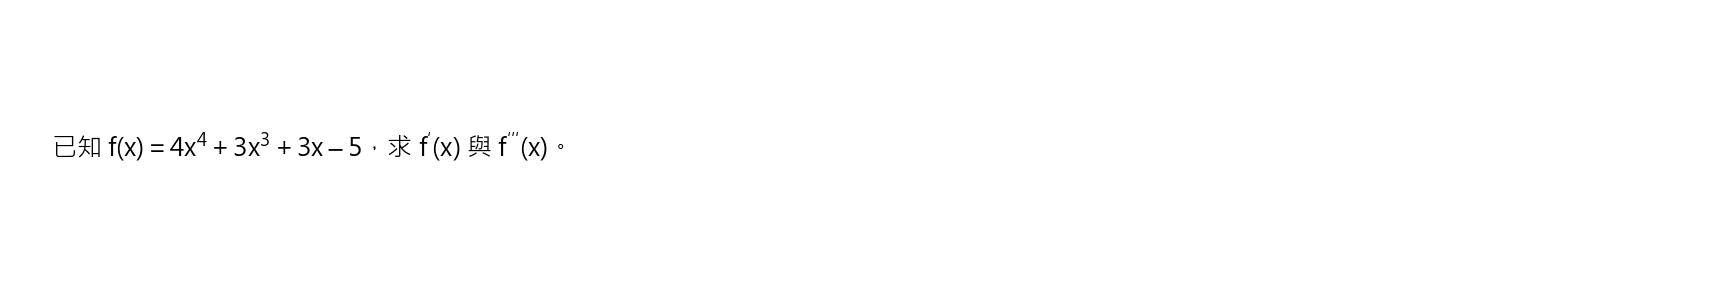 已知 f(x) = 4x⁴ + 3x³ + 3x – 5，求 f′(x) 與 f′′′(x)。